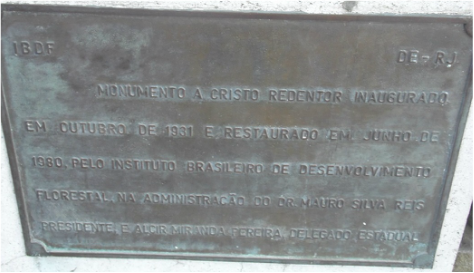 IBDF DE-RJ.
MONUMENTO A CRISTO REDENTOR INAUGURADO
EM OUTUBRO DE 1931 E RESTAURADO EM JUNHO DE
1980. PELO INSTITUTO BRASILEIRO DE DESENVOLVIMENTO
FLORESTAL NA ADMINISTRAÇÃO DO DR. MAURO SILVA REIS
PRESIDENTE E ALCIR MIRANDA PEREIRA DELEGADO ESTADUAL